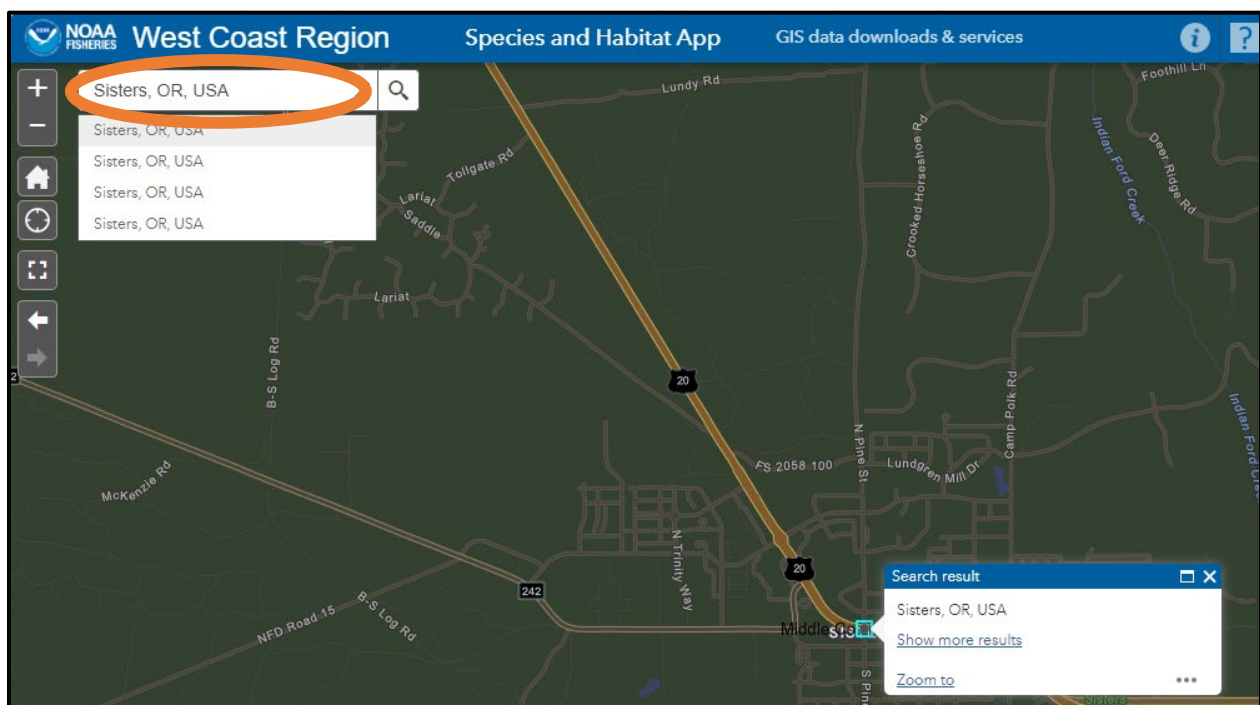 NOAA
FISHERIES
West Coast Region
Species and Habitat App
GIS data downloads & services
i
?
+
Sisters, OR, USA
−
Sisters, OR, USA
Sisters, OR, USA
Sisters, OR, USA
Sisters, OR, USA
Lundy Rd
Foothill Ln
Tollgate Rd
Lariat
Saddle
Crooked Horseshoe Rd
Indian Ford Creek
Deer Ridge Rd
Lariat
B-S Log Rd
20
2
Camp Polk Rd
Indian Ford
N Pine St
FS 2058 100
Lundgren Mill Dr
McKenzie Rd
N Trinity Way
20
242
B-S Log Rd
NFD Road 15
Search result
Sisters, OR, USA
Show more results
Zoom to
Middle
S Pin
Sisters